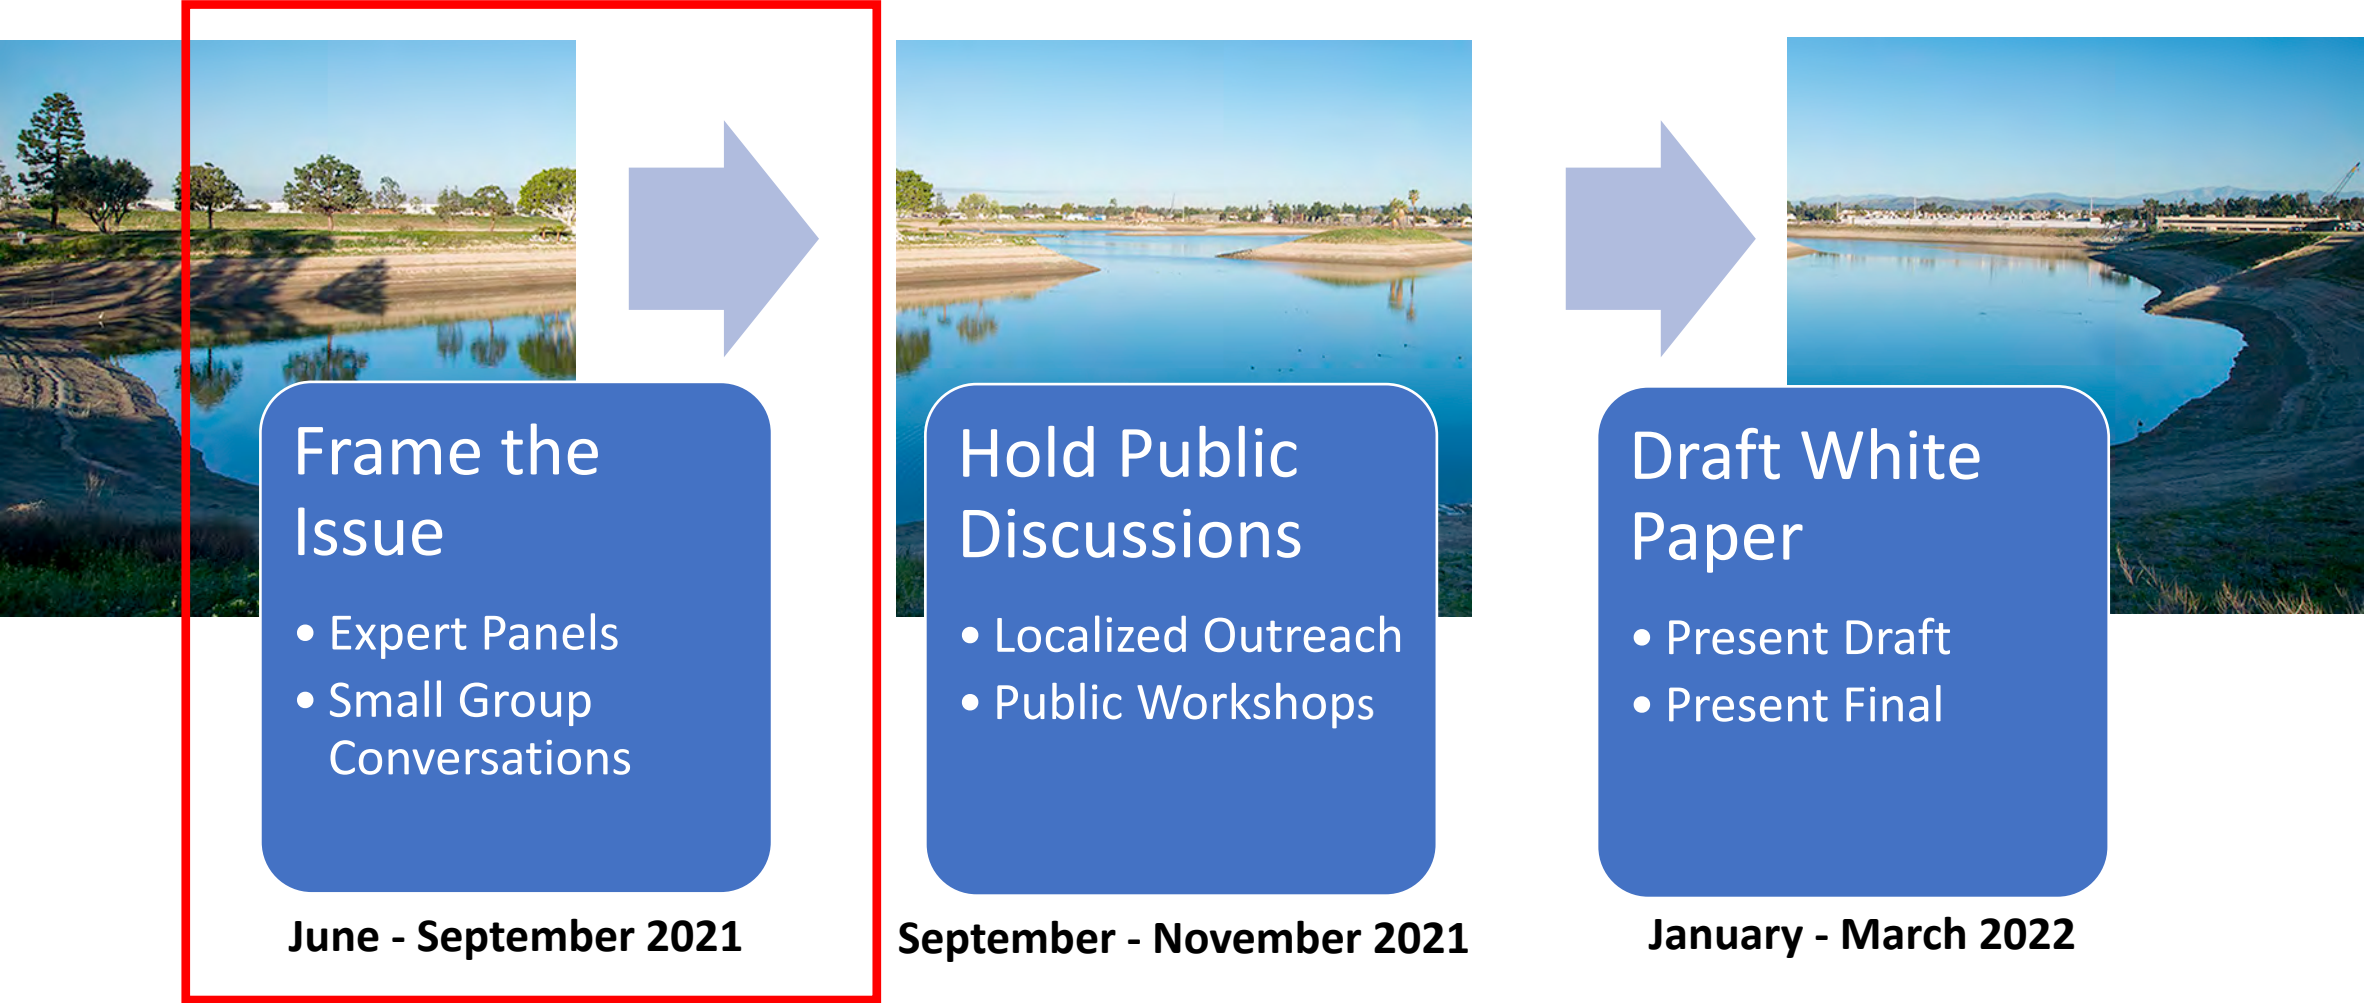 Frame the
Issue
• Expert Panels
• Small Group
Conversations
June - September 2021
Hold Public
Discussions
• Localized Outreach
• Public Workshops
September - November 2021
Draft White
Paper
• Present Draft
• Present Final
January - March 2022